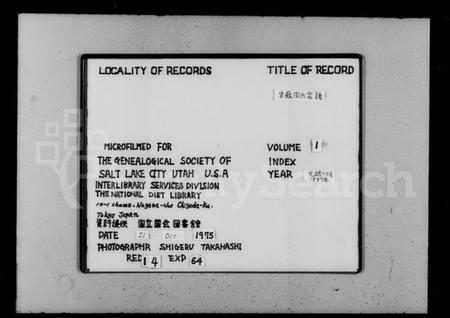 LOCALITY OF RECORDS
TITLE OF RECORD
MICROFILMED FOR
THE GENEALOGICAL SOCIETY OF
SALT LAKE CITY UTAH U.S.A
INTERLIBRARY SERVICES DIVISION
THE NATIONAL DIET LIBRARY
10-1 chome, Nagata-cho Chiyoda-ku,
Tokyo Japan
資料提供 国立国会図書館
DATE 21 Oct 1975
PHOTOGRAPHR SHIGERU TAKAHASHI
RED 14 EXP 64
VOLUME 1
INDEX
YEAR
Search